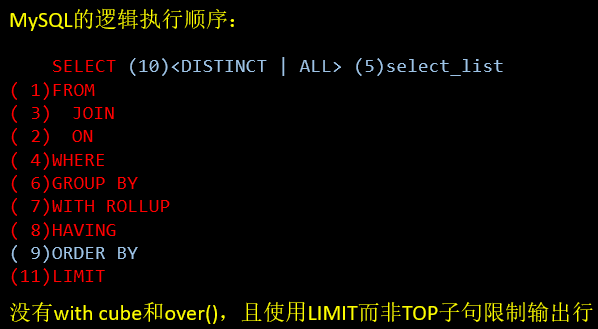 MySQL的逻辑执行顺序：
SELECT (10)<DISTINCT | ALL> (5)select_list
( 1)FROM
( 3) JOIN
( 2) ON
( 4)WHERE
( 6)GROUP BY
( 7)WITH ROLLUP
( 8)HAVING
( 9)ORDER BY
(11)LIMIT
没有with cube和over()，且使用LIMIT而非TOP子句限制输出行